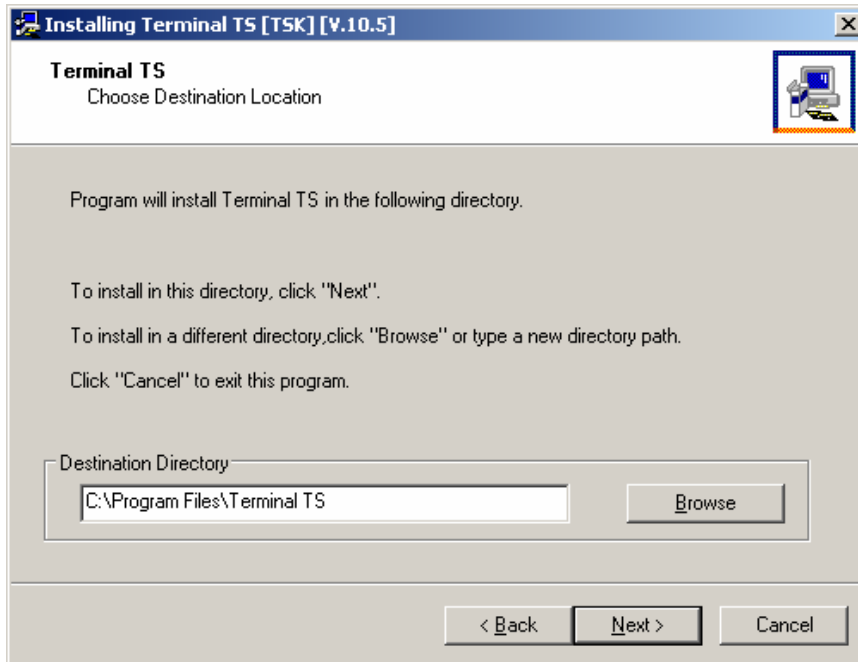 Installing Terminal TS [TSK] [V.10.5]
Terminal TS
Choose Destination Location
Program will install Terminal TS in the following directory.
To install in this directory, click "Next".
To install in a different directory,click "Browse" or type a new directory path.
Click "Cancel" to exit this program.
Destination Directory
C:\Program Files\Terminal TS
Browse
< Back
Next >
Cancel